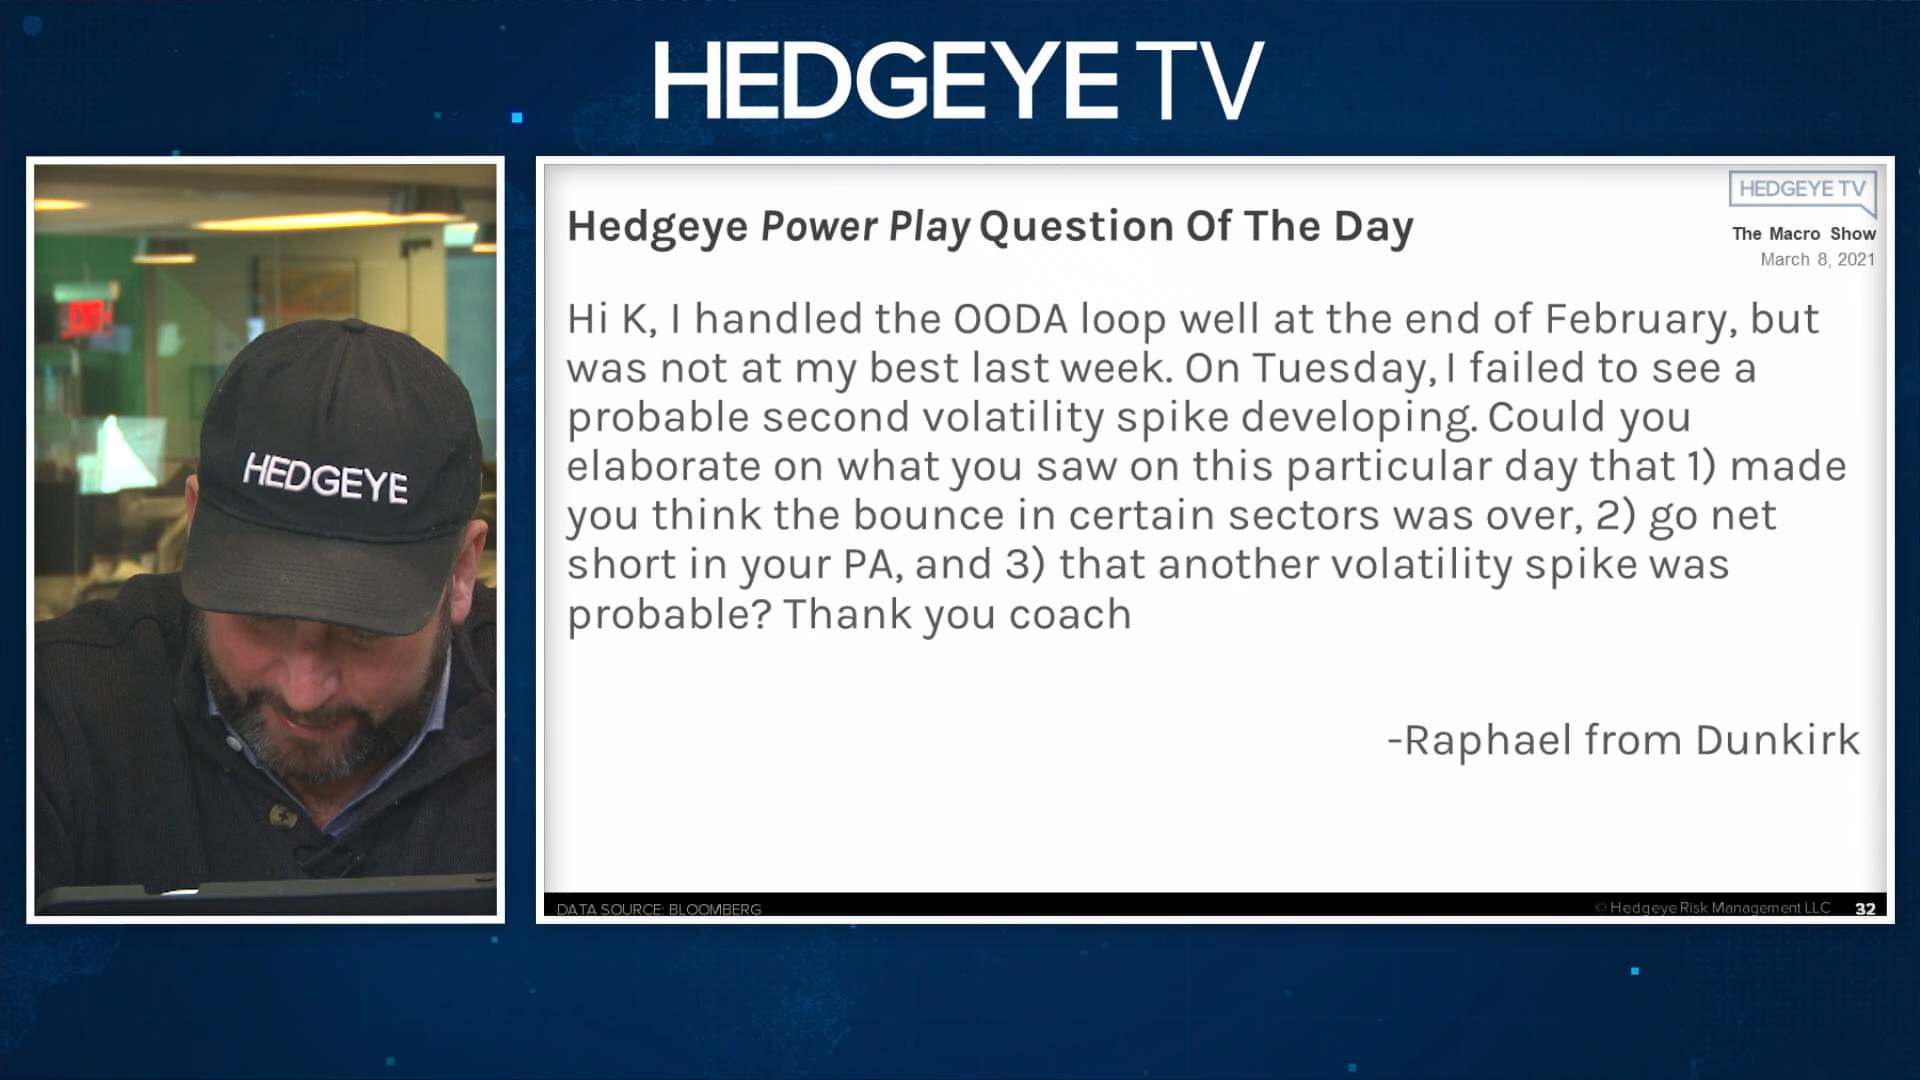 HEDGEYE TV
HEDGEYE
HEDGEYE TV
The Macro Show
March 8, 2021
Hedgeye Power Play Question Of The Day
Hi K, I handled the OODA loop well at the end of February, but
was not at my best last week. On Tuesday, I failed to see a
probable second volatility spike developing. Could you
elaborate on what you saw on this particular day that 1) made
you think the bounce in certain sectors was over, 2) go net
short in your PA, and 3) that another volatility spike was
probable? Thank you coach
-Raphael from Dunkirk
DATA SOURCE: BLOOMBERG
© Hedgeye Risk Management LLC 32